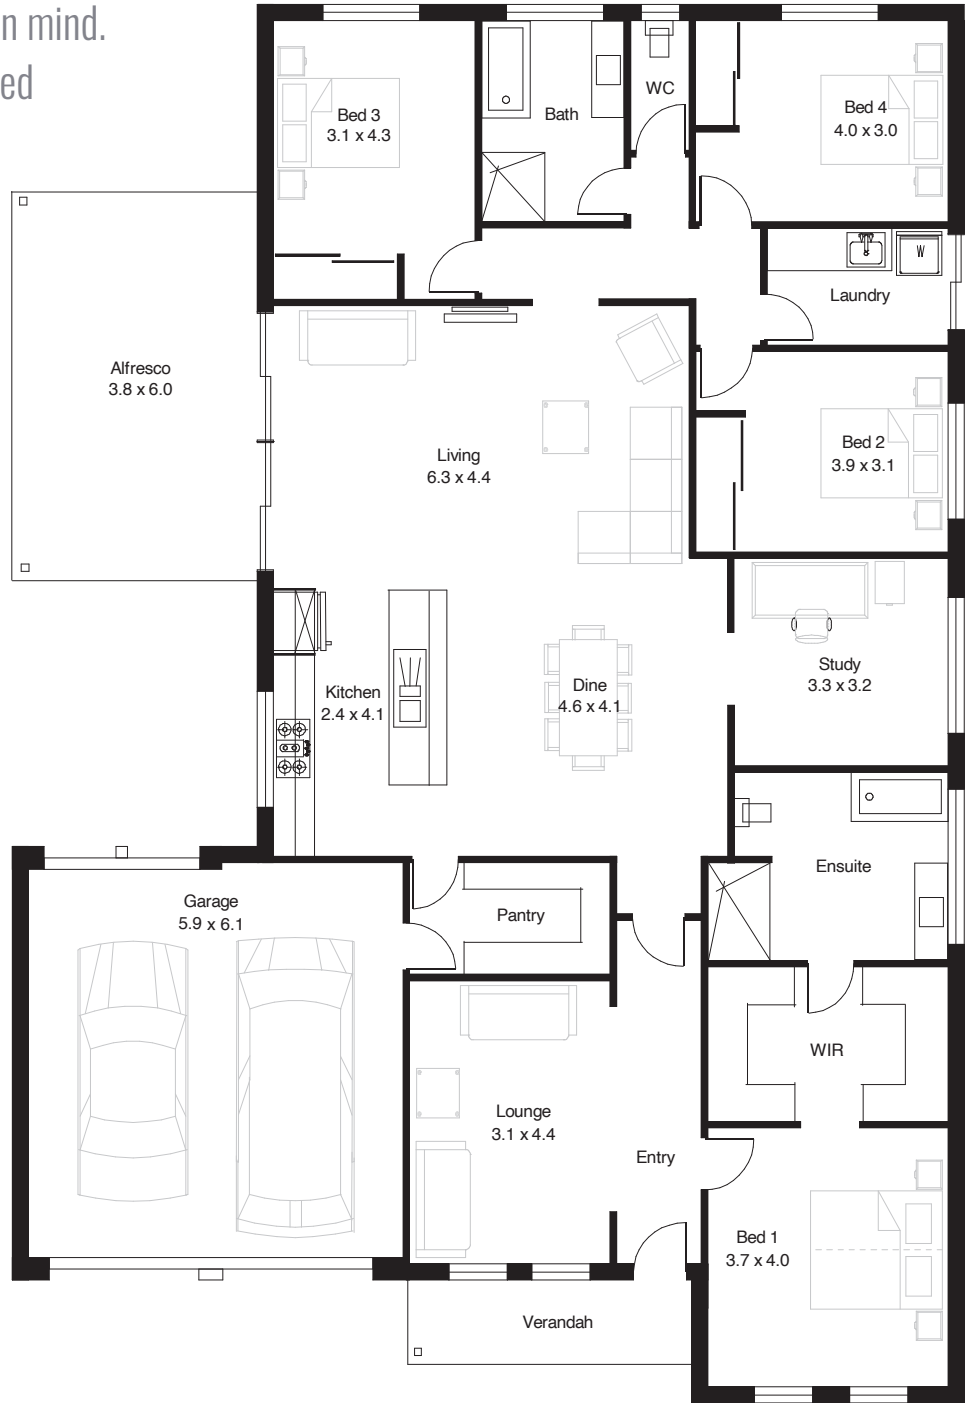 n mind.
ed
Bed 3
3.1 x 4.3
Bath
WC
Bed 4
4.0 x 3.0
W
Laundry
Alfresco
3.8 x 6.0
Living
6.3 x 4.4
Bed 2
3.9 x 3.1
Study
3.3 x 3.2
Kitchen
2.4 x 4.1
Dine
4.6 x 4.1
Ensuite
Garage
5.9 x 6.1
Pantry
WIR
Lounge
3.1 x 4.4
Entry
Bed 1
3.7 x 4.0
Verandah